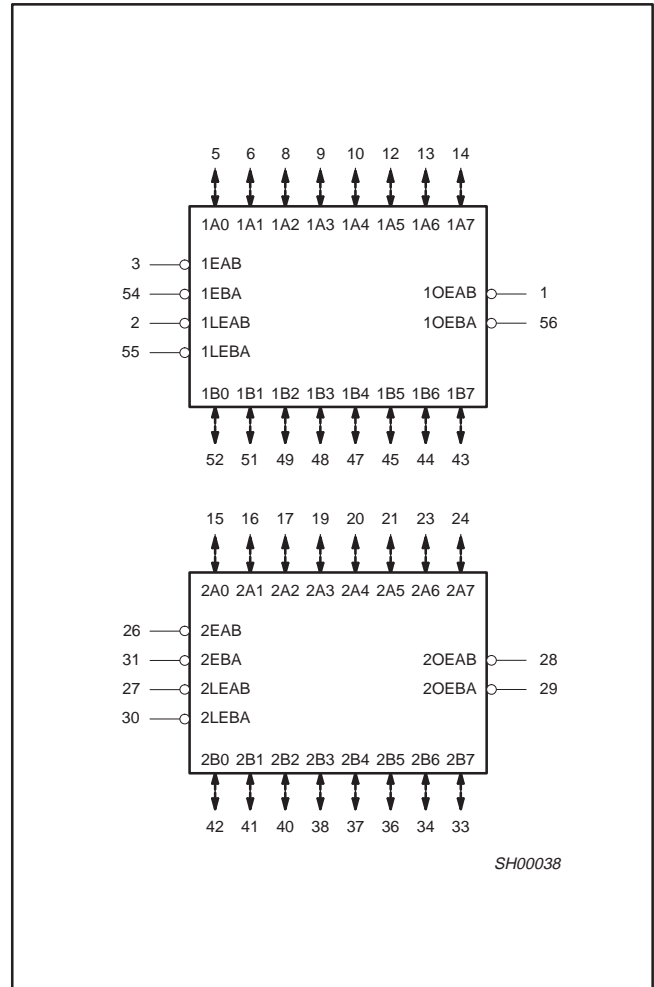 5 6 8 9 10 12 13 14
1A0 1A1 1A2 1A3 1A4 1A5 1A6 1A7
3 1EAB
54 1EBA 1OEAB 1
2 1LEAB 1OEBA 56
55 1LEBA
1B0 1B1 1B2 1B3 1B4 1B5 1B6 1B7
52 51 49 48 47 45 44 43
15 16 17 19 20 21 23 24
2A0 2A1 2A2 2A3 2A4 2A5 2A6 2A7
26 2EAB
31 2EBA 2OEAB 28
27 2LEAB 2OEBA 29
30 2LEBA
2B0 2B1 2B2 2B3 2B4 2B5 2B6 2B7
42 41 40 38 37 36 34 33
SH00038